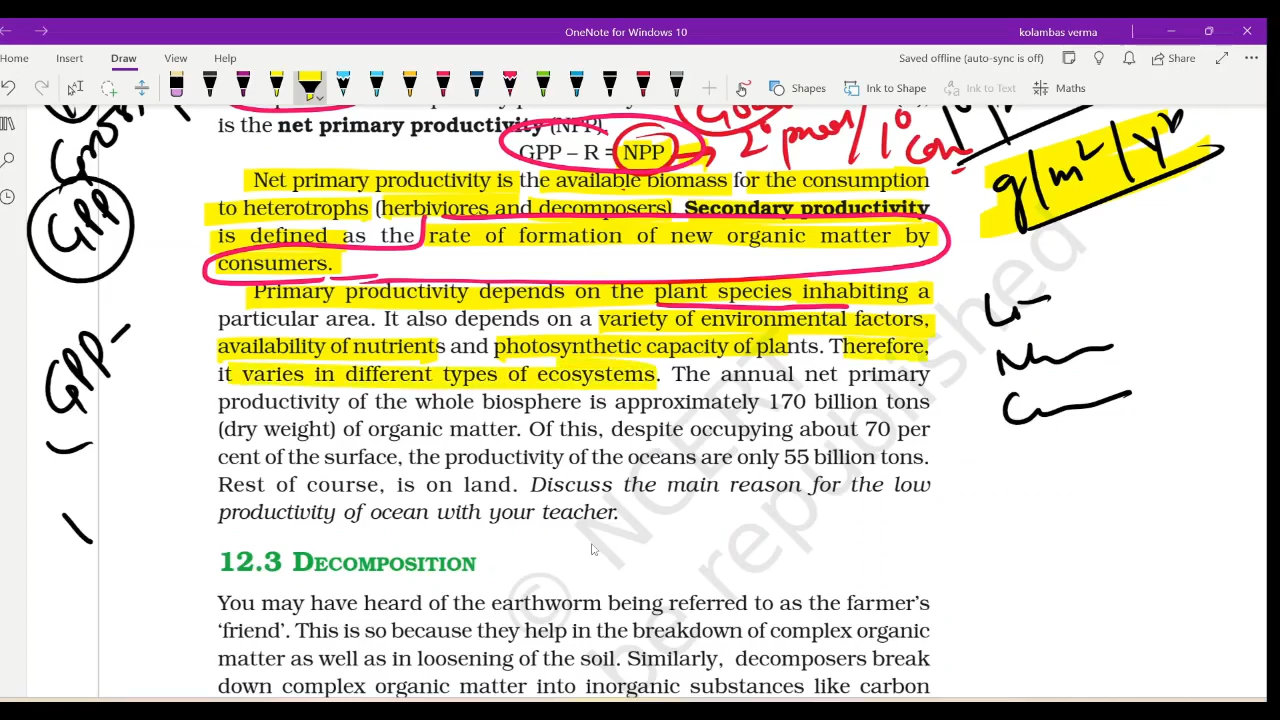 OneNote for Windows 10
kolambas verma
Home Insert Draw View Help
Saved offline (auto-sync is off)
Share
Shapes
Ink to Shape
Ink to Text
Maths
is the net primary productivity (NPP).
GPP – R = NPP
2° prod / 1° con
g/m²/yr
Net primary productivity is the available biomass for the consumption
to heterotrophs (herbiviores and decomposers). Secondary productivity
is defined as the rate of formation of new organic matter by
consumers.
GPP
Primary productivity depends on the plant species inhabiting a
particular area. It also depends on a variety of environmental factors,
availability of nutrients and photosynthetic capacity of plants. Therefore,
it varies in different types of ecosystems. The annual net primary
productivity of the whole biosphere is approximately 170 billion tons
(dry weight) of organic matter. Of this, despite occupying about 70 per
cent of the surface, the productivity of the oceans are only 55 billion tons.
Rest of course, is on land. Discuss the main reason for the low
productivity of ocean with your teacher.
GPP -
12.3 DECOMPOSITION
You may have heard of the earthworm being referred to as the farmer's
'friend'. This is so because they help in the breakdown of complex organic
matter as well as in loosening of the soil. Similarly, decomposers break
down complex organic matter into inorganic substances like carbon
© NCERT
be republished